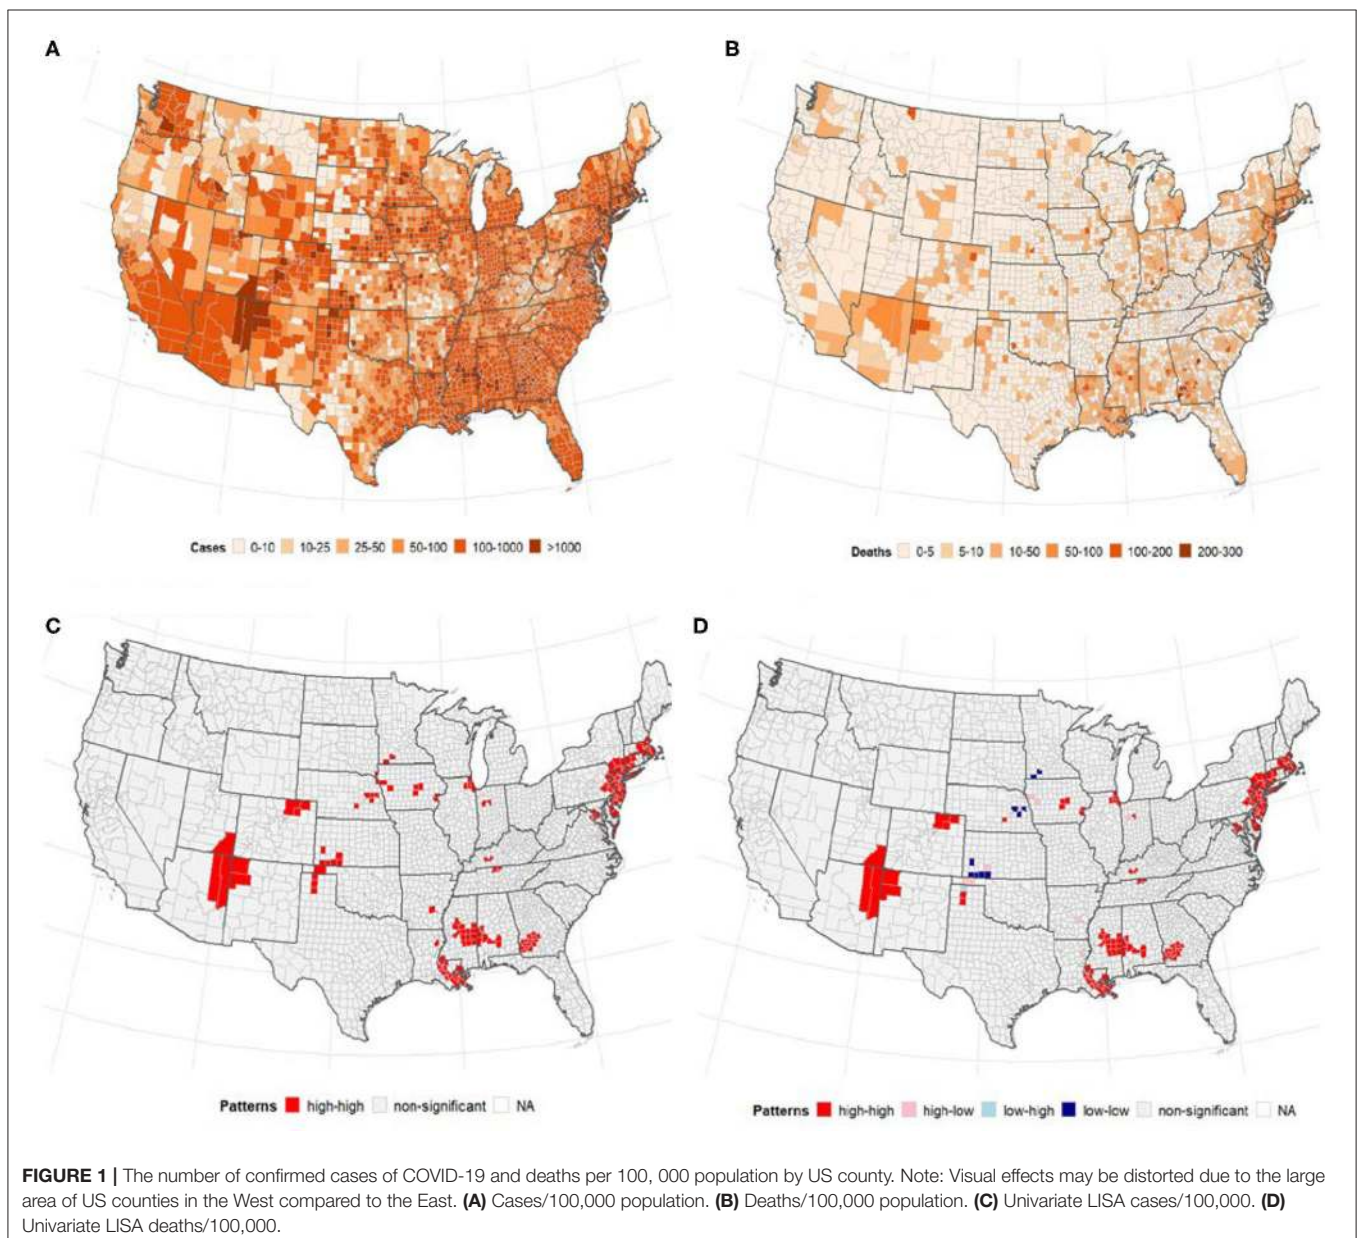 A
B
Cases 0-10 10-25 25-50 50-100 100-1000 >1000
Deaths 0-5 5-10 10-50 50-100 100-200 200-300
C
D
Patterns high-high non-significant NA
Patterns high-high high-low low-high low-low non-significant NA
FIGURE 1 | The number of confirmed cases of COVID-19 and deaths per 100, 000 population by US county. Note: Visual effects may be distorted due to the large
area of US counties in the West compared to the East. (A) Cases/100,000 population. (B) Deaths/100,000 population. (C) Univariate LISA cases/100,000. (D)
Univariate LISA deaths/100,000.